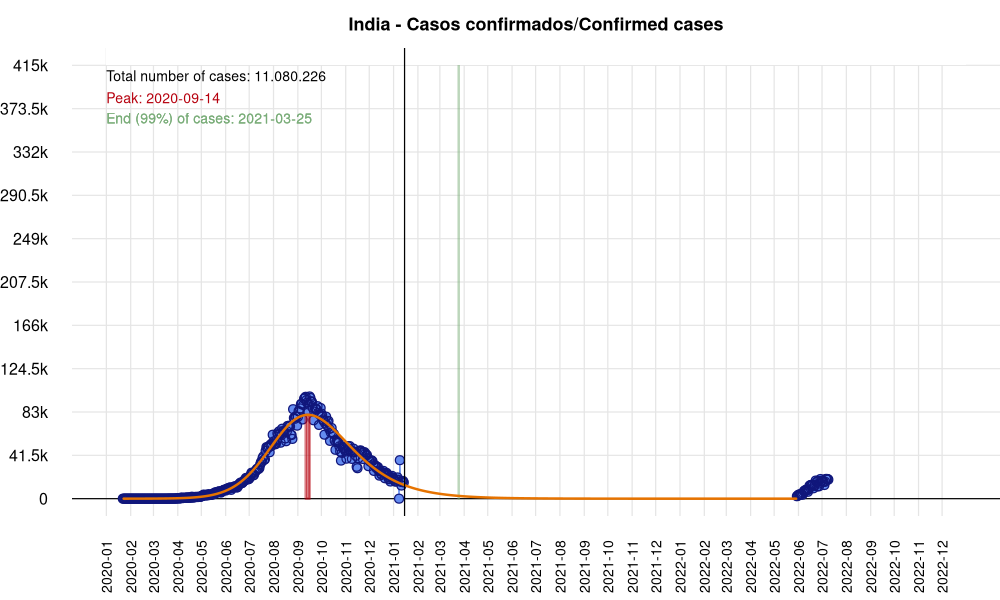 India - Casos confirmados/Confirmed cases
Total number of cases: 11.080.226
Peak: 2020-09-14
End (99%) of cases: 2021-03-25
415k
373.5k
332k
290.5k
249k
207.5k
166k
124.5k
83k
41.5k
0
2020-01
2020-02
2020-03
2020-04
2020-05
2020-06
2020-07
2020-08
2020-09
2020-10
2020-11
2020-12
2021-01
2021-02
2021-03
2021-04
2021-05
2021-06
2021-07
2021-08
2021-09
2021-10
2021-11
2021-12
2022-01
2022-02
2022-03
2022-04
2022-05
2022-06
2022-07
2022-08
2022-09
2022-10
2022-11
2022-12